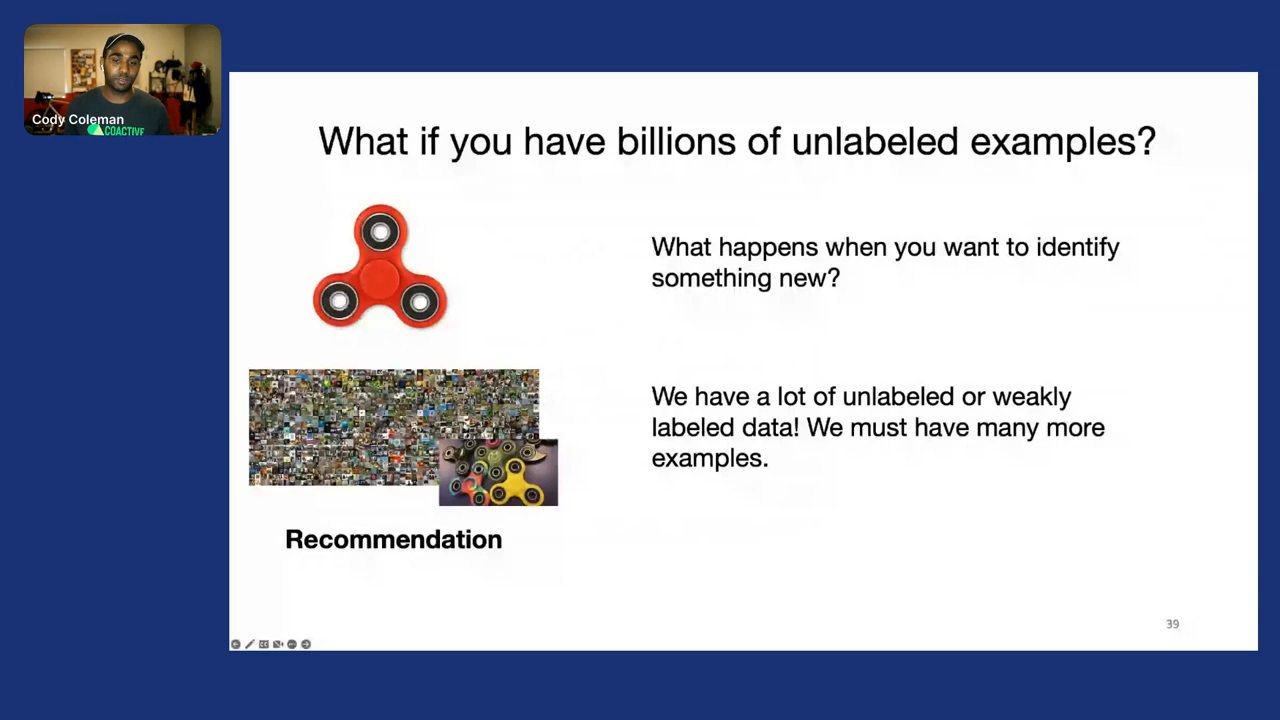 Cody Coleman
COACTIVE
What if you have billions of unlabeled examples?
What happens when you want to identify
something new?
We have a lot of unlabeled or weakly
labeled data! We must have many more
examples.
Recommendation
39